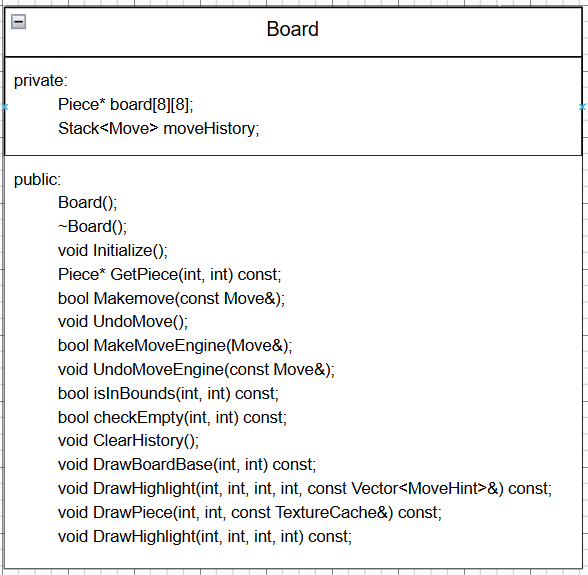 Board
private:
Piece* board[8][8];
Stack<Move> moveHistory;
public:
Board();
~Board();
void Initialize();
Piece* GetPiece(int, int) const;
bool Makemove(const Move&);
void UndoMove();
bool MakeMoveEngine(Move&);
void UndoMoveEngine(const Move&);
bool isInBounds(int, int) const;
bool checkEmpty(int, int) const;
void ClearHistory();
void DrawBoardBase(int, int) const;
void DrawHighlight(int, int, int, int, const Vector<MoveHint>&) const;
void DrawPiece(int, int, const TextureCache&) const;
void DrawHighlight(int, int, int, int) const;